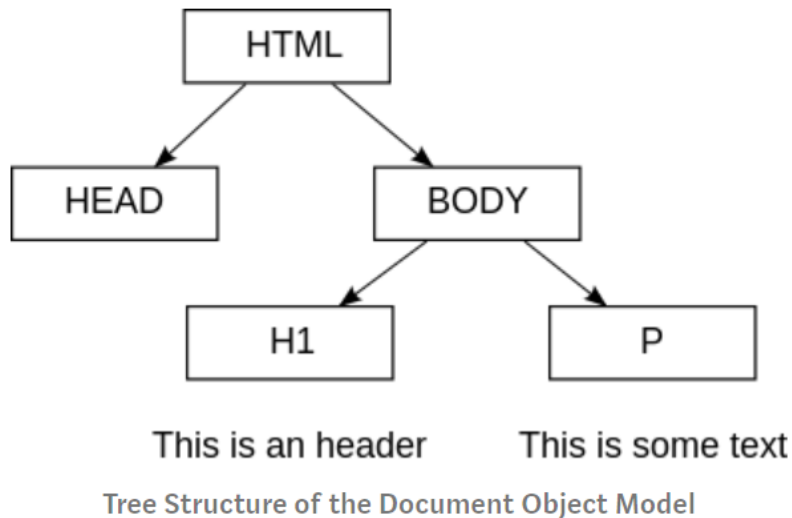 HTML
HEAD BODY
H1 P
This is an header This is some text
Tree Structure of the Document Object Model